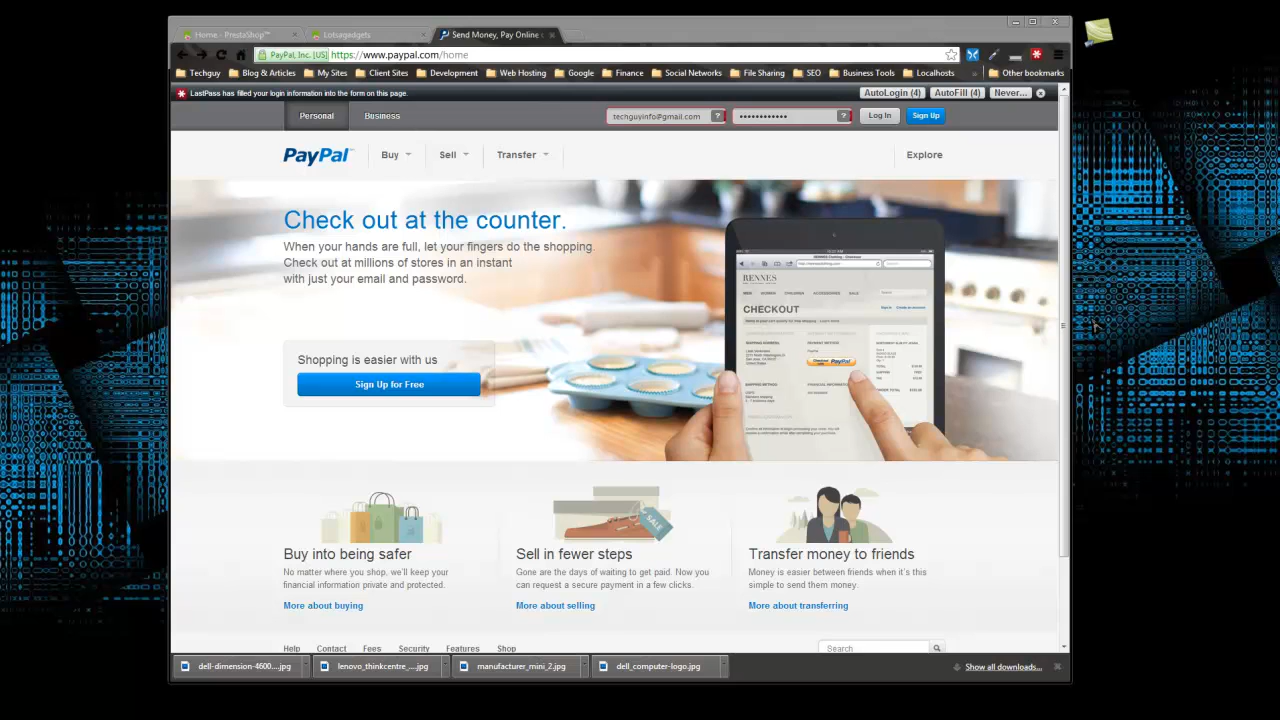 Home - PrestaShop™
Lotusgadgets
Send Money, Pay Online
PayPal, Inc. [US]
https://www.paypal.com/home
Techguy
Blog & Articles
My Sites
Client Sites
Development
Web Hosting
Google
Finance
Social Networks
File Sharing
SEO
Business Tools
Localhosts
»
Other bookmarks
LastPass has filled your login information into the form on this page.
AutoLogin (4)
AutoFill (4)
Never...
Personal
Business
techguyinfo@gmail.com
?
••••••••••••
?
Log In
Sign Up
PayPal™
Buy
Sell
Transfer
Explore
Check out at the counter.
When your hands are full, let your fingers do the shopping.
Check out at millions of stores in an instant
with just your email and password.
Shopping is easier with us
Sign Up for Free
RENNES
CHECKOUT
PayPal
SALE
Buy into being safer
No matter where you shop, we'll keep your
financial information private and protected.
More about buying
Sell in fewer steps
Gone are the days of waiting to get paid. Now you
can request a secure payment in a few clicks.
More about selling
Transfer money to friends
Money is easier between friends when it's this
simple to send them money.
More about transferring
Help
Contact
Fees
Security
Features
Shop
Search
dell-dimension-4600....jpg
lenovo_thinkcentre_....jpg
manufacturer_mini_2.jpg
dell_computer-logo.jpg
Show all downloads...